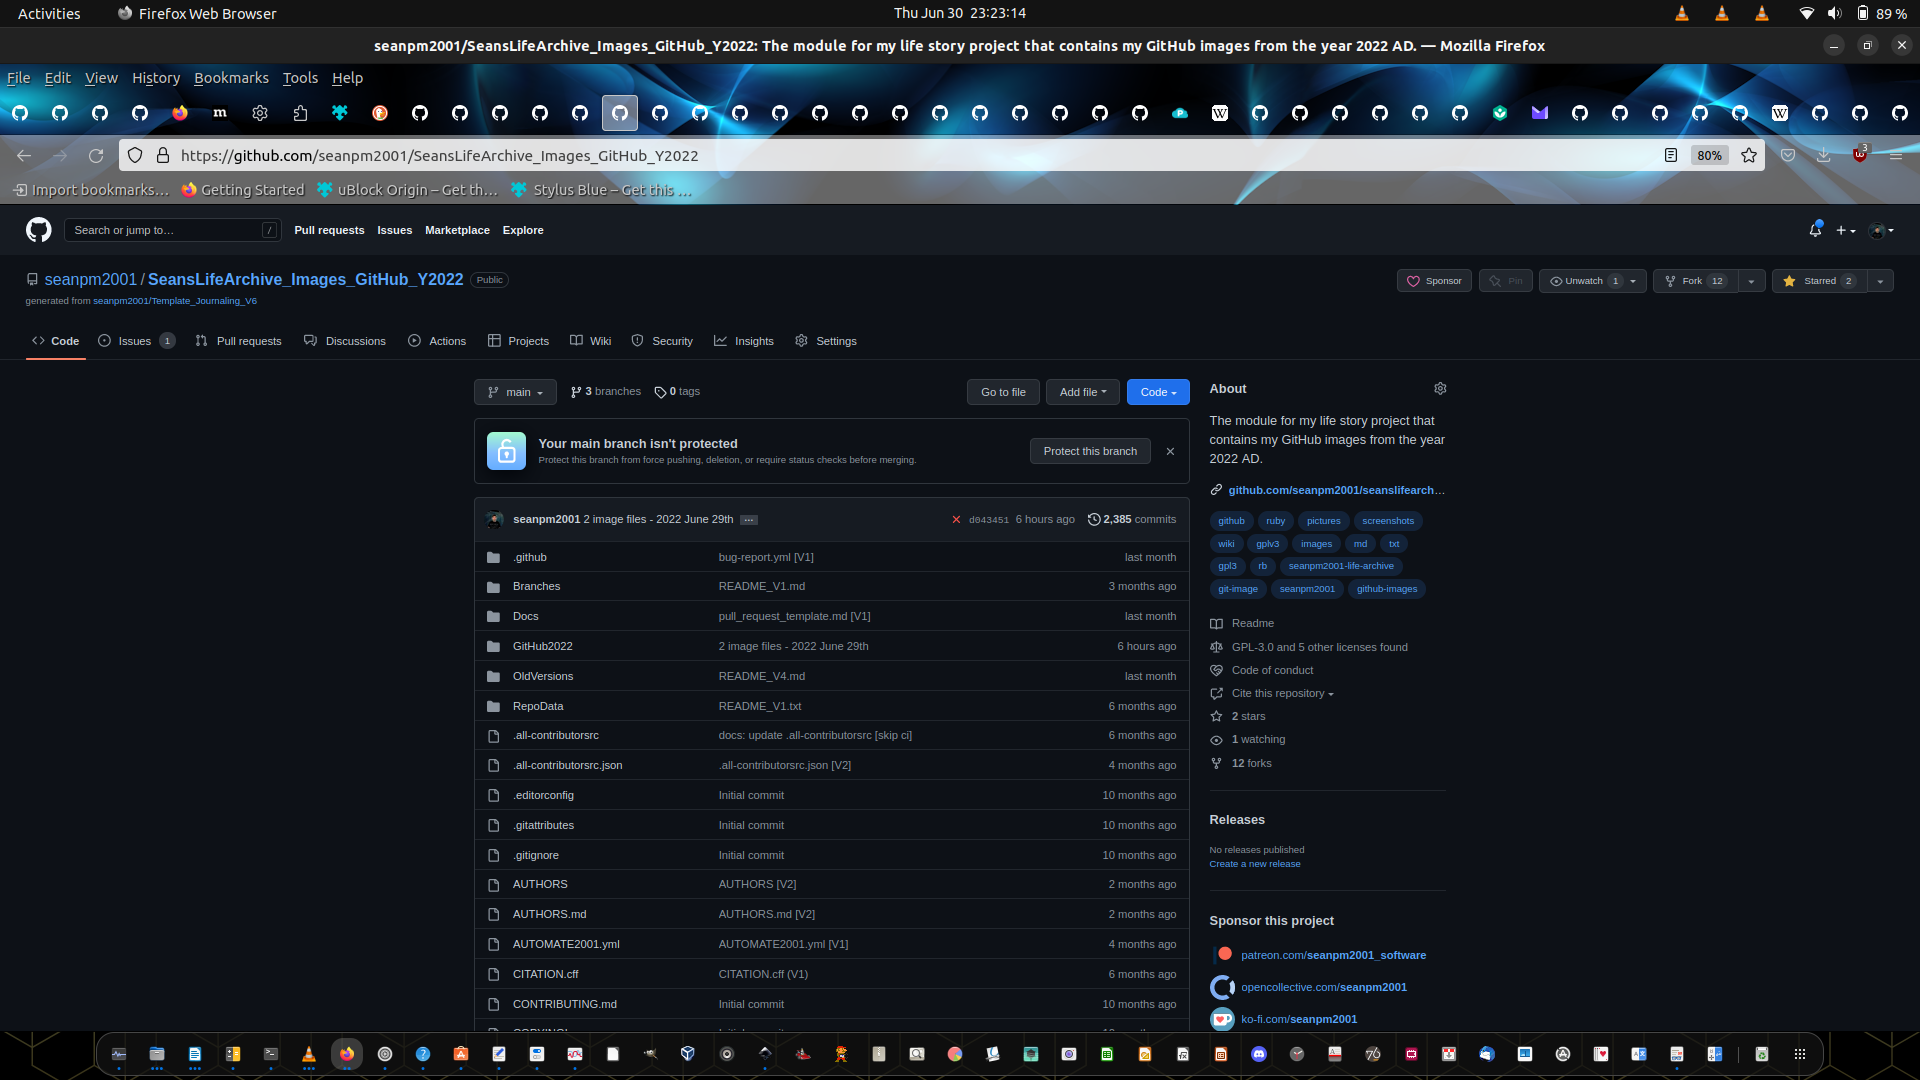 Activities
Firefox Web Browser
Thu Jun 30 23:23:14
89 %
seanpm2001/SeansLifeArchive_Images_GitHub_Y2022: The module for my life story project that contains my GitHub images from the year 2022 AD. — Mozilla Firefox
File Edit View History Bookmarks Tools Help
https://github.com/seanpm2001/SeansLifeArchive_Images_GitHub_Y2022
80%
3
Import bookmarks… Getting Started uBlock Origin – Get th… Stylus Blue – Get this …
Search or jump to… /
Pull requests Issues Marketplace Explore
seanpm2001 / SeansLifeArchive_Images_GitHub_Y2022 Public
Sponsor Pin Unwatch 1 Fork 12 Starred 2
generated from seanpm2001/Template_Journaling_V6
Code Issues 1 Pull requests Discussions Actions Projects Wiki Security Insights Settings
main 3 branches 0 tags
Go to file Add file Code
Your main branch isn't protected
Protect this branch from force pushing, deletion, or require status checks before merging.
Protect this branch
seanpm2001 2 image files - 2022 June 29th … d043451 6 hours ago 2,385 commits
.github bug-report.yml [V1] last month
Branches README_V1.md 3 months ago
Docs pull_request_template.md [V1] last month
GitHub2022 2 image files - 2022 June 29th 6 hours ago
OldVersions README_V4.md last month
RepoData README_V1.txt 6 months ago
.all-contributorsrc docs: update .all-contributorsrc [skip ci] 6 months ago
.all-contributorsrc.json .all-contributorsrc.json [V2] 4 months ago
.editorconfig Initial commit 10 months ago
.gitattributes Initial commit 10 months ago
.gitignore Initial commit 10 months ago
AUTHORS AUTHORS [V2] 2 months ago
AUTHORS.md AUTHORS.md [V2] 2 months ago
AUTOMATE2001.yml AUTOMATE2001.yml [V1] 4 months ago
CITATION.cff CITATION.cff (V1) 6 months ago
CONTRIBUTING.md Initial commit 10 months ago
About
The module for my life story project that
contains my GitHub images from the year
2022 AD.
github.com/seanpm2001/seanslifearch…
github ruby pictures screenshots
wiki gplv3 images md txt
gpl3 rb seanpm2001-life-archive
git-image seanpm2001 github-images
Readme
GPL-3.0 and 5 other licenses found
Code of conduct
Cite this repository
2 stars
1 watching
12 forks
Releases
No releases published
Create a new release
Sponsor this project
patreon.com/seanpm2001_software
opencollective.com/seanpm2001
ko-fi.com/seanpm2001